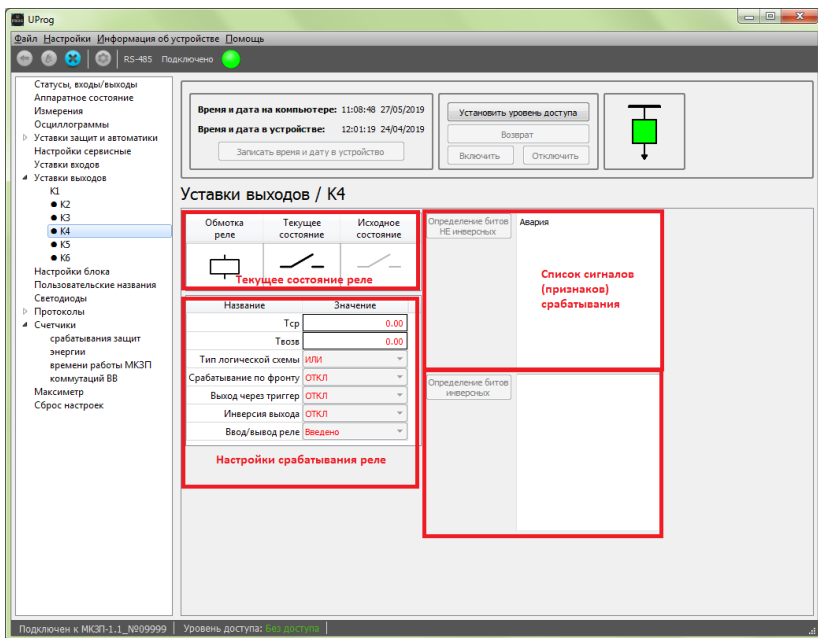 UProg
Файл Настройки Информация об устройстве Помощь
RS-485 Подключено
Статусы, входы/выходы
Аппаратное состояние
Измерения
Осциллограммы
Уставки защит и автоматики
Настройки сервисные
Уставки входов
Уставки выходов
К1
К2
К3
К4
К5
К6
Настройки блока
Пользовательские названия
Светодиоды
Протоколы
Счетчики
срабатывания защит
энергии
времени работы МКЗП
коммутаций ВВ
Максиметр
Сброс настроек
Время и дата на компьютере: 11:08:48 27/05/2019
Время и дата в устройстве: 12:01:19 24/04/2019
Записать время и дату в устройство
Установить уровень доступа
Возврат
Включить Отключить
Уставки выходов / К4
Обмотка реле
Текущее состояние
Исходное состояние
Текущее состояние реле
Название Значение
Тср 0.00
Твозв 0.00
Тип логической схемы ИЛИ
Срабатывание по фронту ОТКЛ
Выход через триггер ОТКЛ
Инверсия выхода ОТКЛ
Ввод/вывод реле Введено
Настройки срабатывания реле
Определение битов
НЕ инверсных
Авария
Список сигналов
(признаков)
срабатывания
Определение битов
инверсных
Подключен к МКЗП-1.1_№09999 Уровень доступа: Без доступа